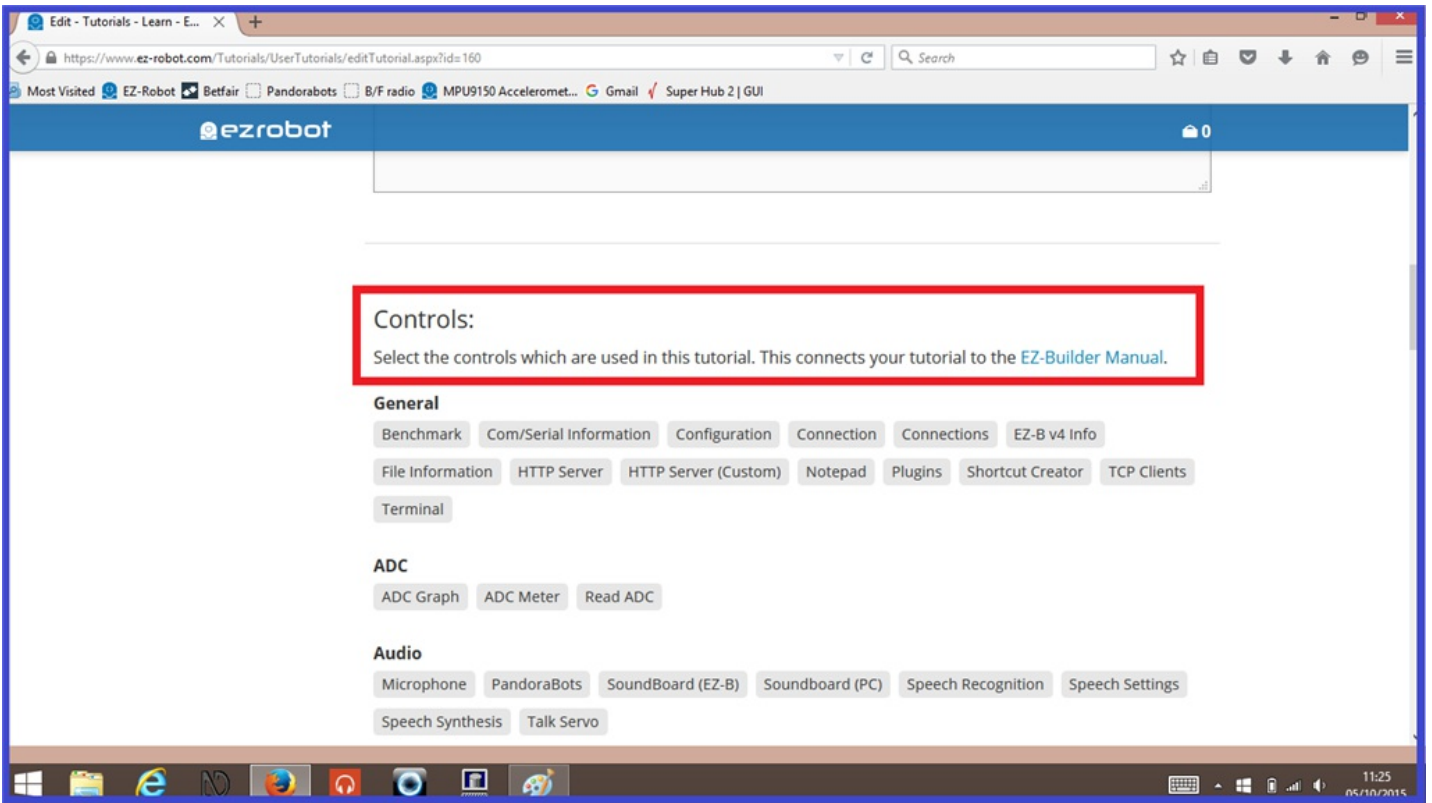 Edit - Tutorials - Learn - E...
https://www.ez-robot.com/Tutorials/UserTutorials/editTutorial.aspx?id=160
Search
Most Visited EZ-Robot Betfair Pandorabots B/F radio MPU9150 Acceleromet... Gmail Super Hub 2 | GUI
ezrobot 0
Controls:
Select the controls which are used in this tutorial. This connects your tutorial to the EZ-Builder Manual.
General
Benchmark Com/Serial Information Configuration Connection Connections EZ-B v4 Info
File Information HTTP Server HTTP Server (Custom) Notepad Plugins Shortcut Creator TCP Clients
Terminal
ADC
ADC Graph ADC Meter Read ADC
Audio
Microphone PandoraBots SoundBoard (EZ-B) Soundboard (PC) Speech Recognition Speech Settings
Speech Synthesis Talk Servo
11:25
05/10/2015